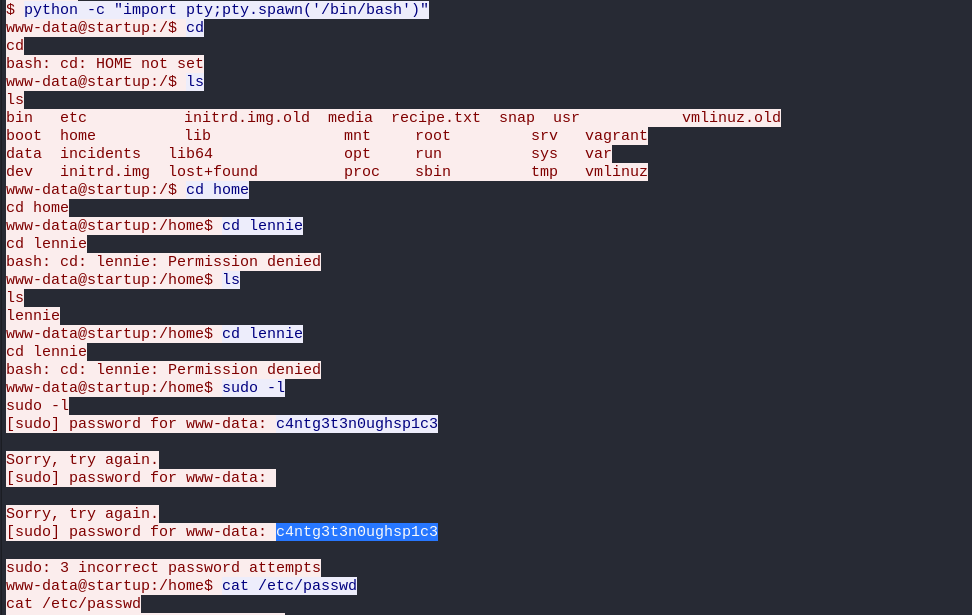 $ python -c "import pty;pty.spawn('/bin/bash')"
www-data@startup:/$ cd
cd
bash: cd: HOME not set
www-data@startup:/$ ls
ls
bin   etc           initrd.img.old  media  recipe.txt  snap  usr           vmlinuz.old
boot  home          lib             mnt    root        srv   vagrant
data  incidents   lib64             opt    run         sys   var
dev   initrd.img  lost+found        proc   sbin        tmp   vmlinuz
www-data@startup:/$ cd home
cd home
www-data@startup:/home$ cd lennie
cd lennie
bash: cd: lennie: Permission denied
www-data@startup:/home$ ls
ls
lennie
www-data@startup:/home$ cd lennie
cd lennie
bash: cd: lennie: Permission denied
www-data@startup:/home$ sudo -l
sudo -l
[sudo] password for www-data: c4ntg3t3n0ughsp1c3
Sorry, try again.
[sudo] password for www-data:
Sorry, try again.
[sudo] password for www-data: c4ntg3t3n0ughsp1c3
sudo: 3 incorrect password attempts
www-data@startup:/home$ cat /etc/passwd
cat /etc/passwd